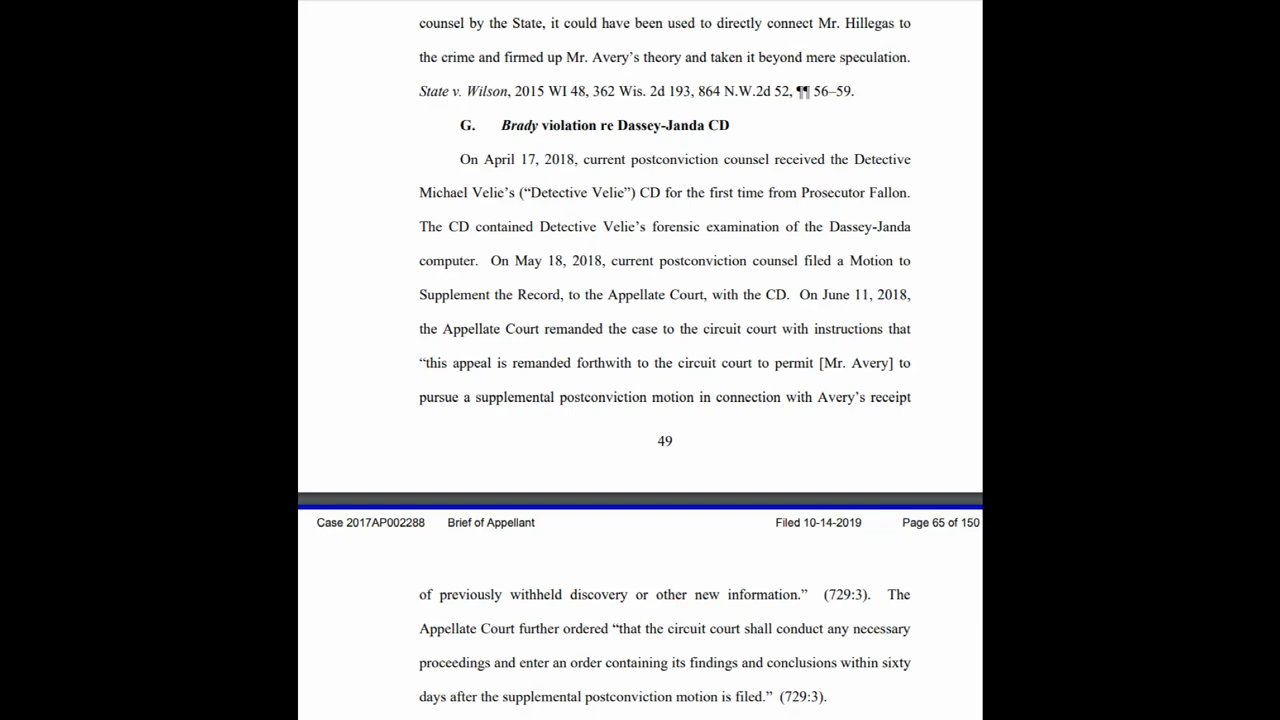 counsel by the State, it could have been used to directly connect Mr. Hillegas to
the crime and firmed up Mr. Avery's theory and taken it beyond mere speculation.
State v. Wilson, 2015 WI 48, 362 Wis. 2d 193, 864 N.W.2d 52, ¶¶ 56–59.
G. Brady violation re Dassey-Janda CD
On April 17, 2018, current postconviction counsel received the Detective
Michael Velie's (“Detective Velie”) CD for the first time from Prosecutor Fallon.
The CD contained Detective Velie's forensic examination of the Dassey-Janda
computer. On May 18, 2018, current postconviction counsel filed a Motion to
Supplement the Record, to the Appellate Court, with the CD. On June 11, 2018,
the Appellate Court remanded the case to the circuit court with instructions that
“this appeal is remanded forthwith to the circuit court to permit [Mr. Avery] to
pursue a supplemental postconviction motion in connection with Avery's receipt
49
Case 2017AP002288 Brief of Appellant Filed 10-14-2019 Page 65 of 150
of previously withheld discovery or other new information.” (729:3). The
Appellate Court further ordered “that the circuit court shall conduct any necessary
proceedings and enter an order containing its findings and conclusions within sixty
days after the supplemental postconviction motion is filed.” (729:3).